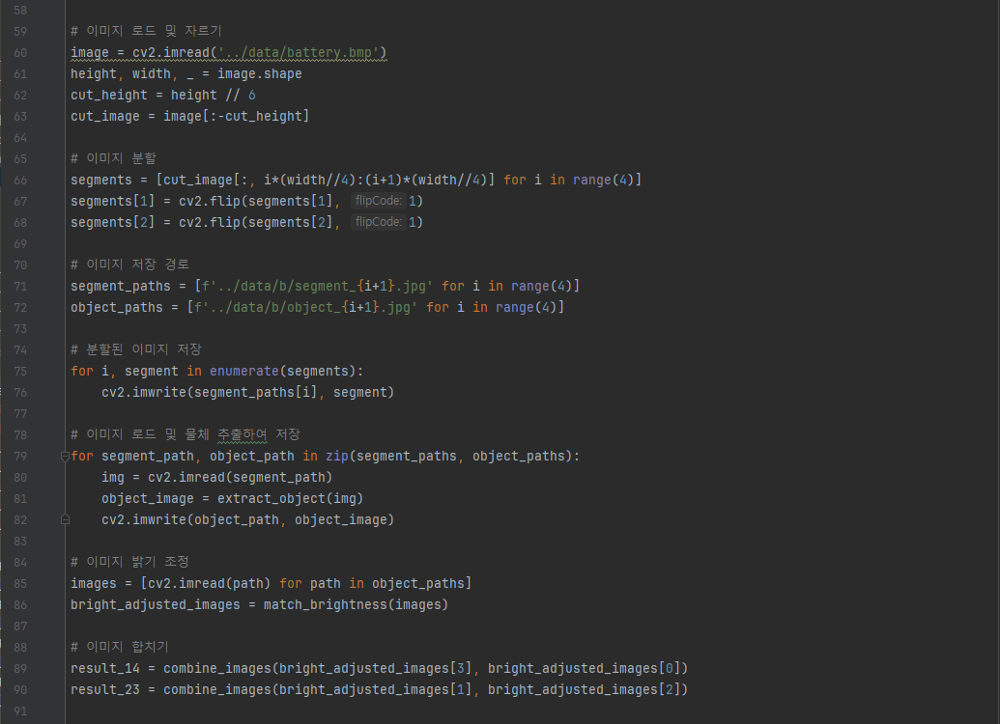 58
59 # 이미지 로드 및 자르기
60 image = cv2.imread('../data/battery.bmp')
61 height, width, _ = image.shape
62 cut_height = height // 6
63 cut_image = image[:-cut_height]
64
65 # 이미지 분할
66 segments = [cut_image[:, i*(width//4):(i+1)*(width//4)] for i in range(4)]
67 segments[1] = cv2.flip(segments[1], flipCode: 1)
68 segments[2] = cv2.flip(segments[2], flipCode: 1)
69
70 # 이미지 저장 경로
71 segment_paths = [f'../data/b/segment_{i+1}.jpg' for i in range(4)]
72 object_paths = [f'../data/b/object_{i+1}.jpg' for i in range(4)]
73
74 # 분할된 이미지 저장
75 for i, segment in enumerate(segments):
76     cv2.imwrite(segment_paths[i], segment)
77
78 # 이미지 로드 및 물체 추출하여 저장
79 for segment_path, object_path in zip(segment_paths, object_paths):
80     img = cv2.imread(segment_path)
81     object_image = extract_object(img)
82     cv2.imwrite(object_path, object_image)
83
84 # 이미지 밝기 조정
85 images = [cv2.imread(path) for path in object_paths]
86 bright_adjusted_images = match_brightness(images)
87
88 # 이미지 합치기
89 result_14 = combine_images(bright_adjusted_images[3], bright_adjusted_images[0])
90 result_23 = combine_images(bright_adjusted_images[1], bright_adjusted_images[2])
91